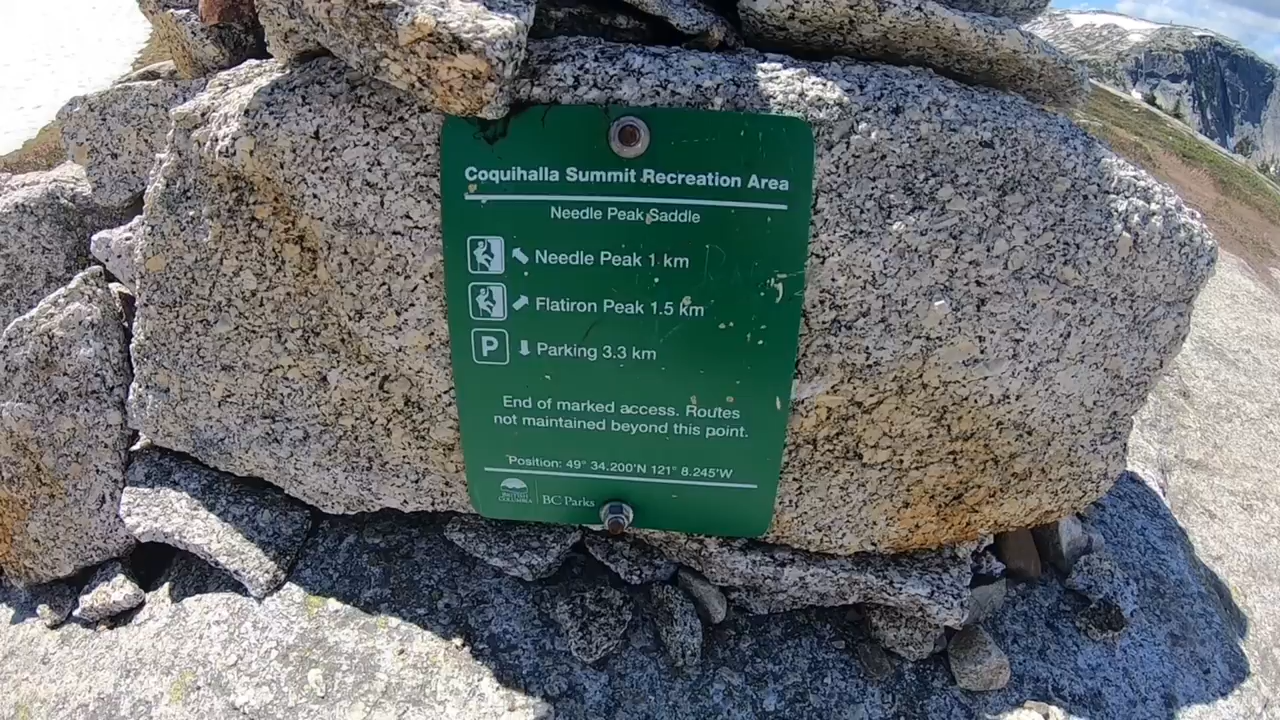 Coquihalla Summit Recreation Area
Needle Peak Saddle
Needle Peak 1 km
Flatiron Peak 1.5 km
P Parking 3.3 km
End of marked access. Routes
not maintained beyond this point.
Position: 49° 34.200'N 121° 8.245'W
BRITISH
COLUMBIA
BC Parks